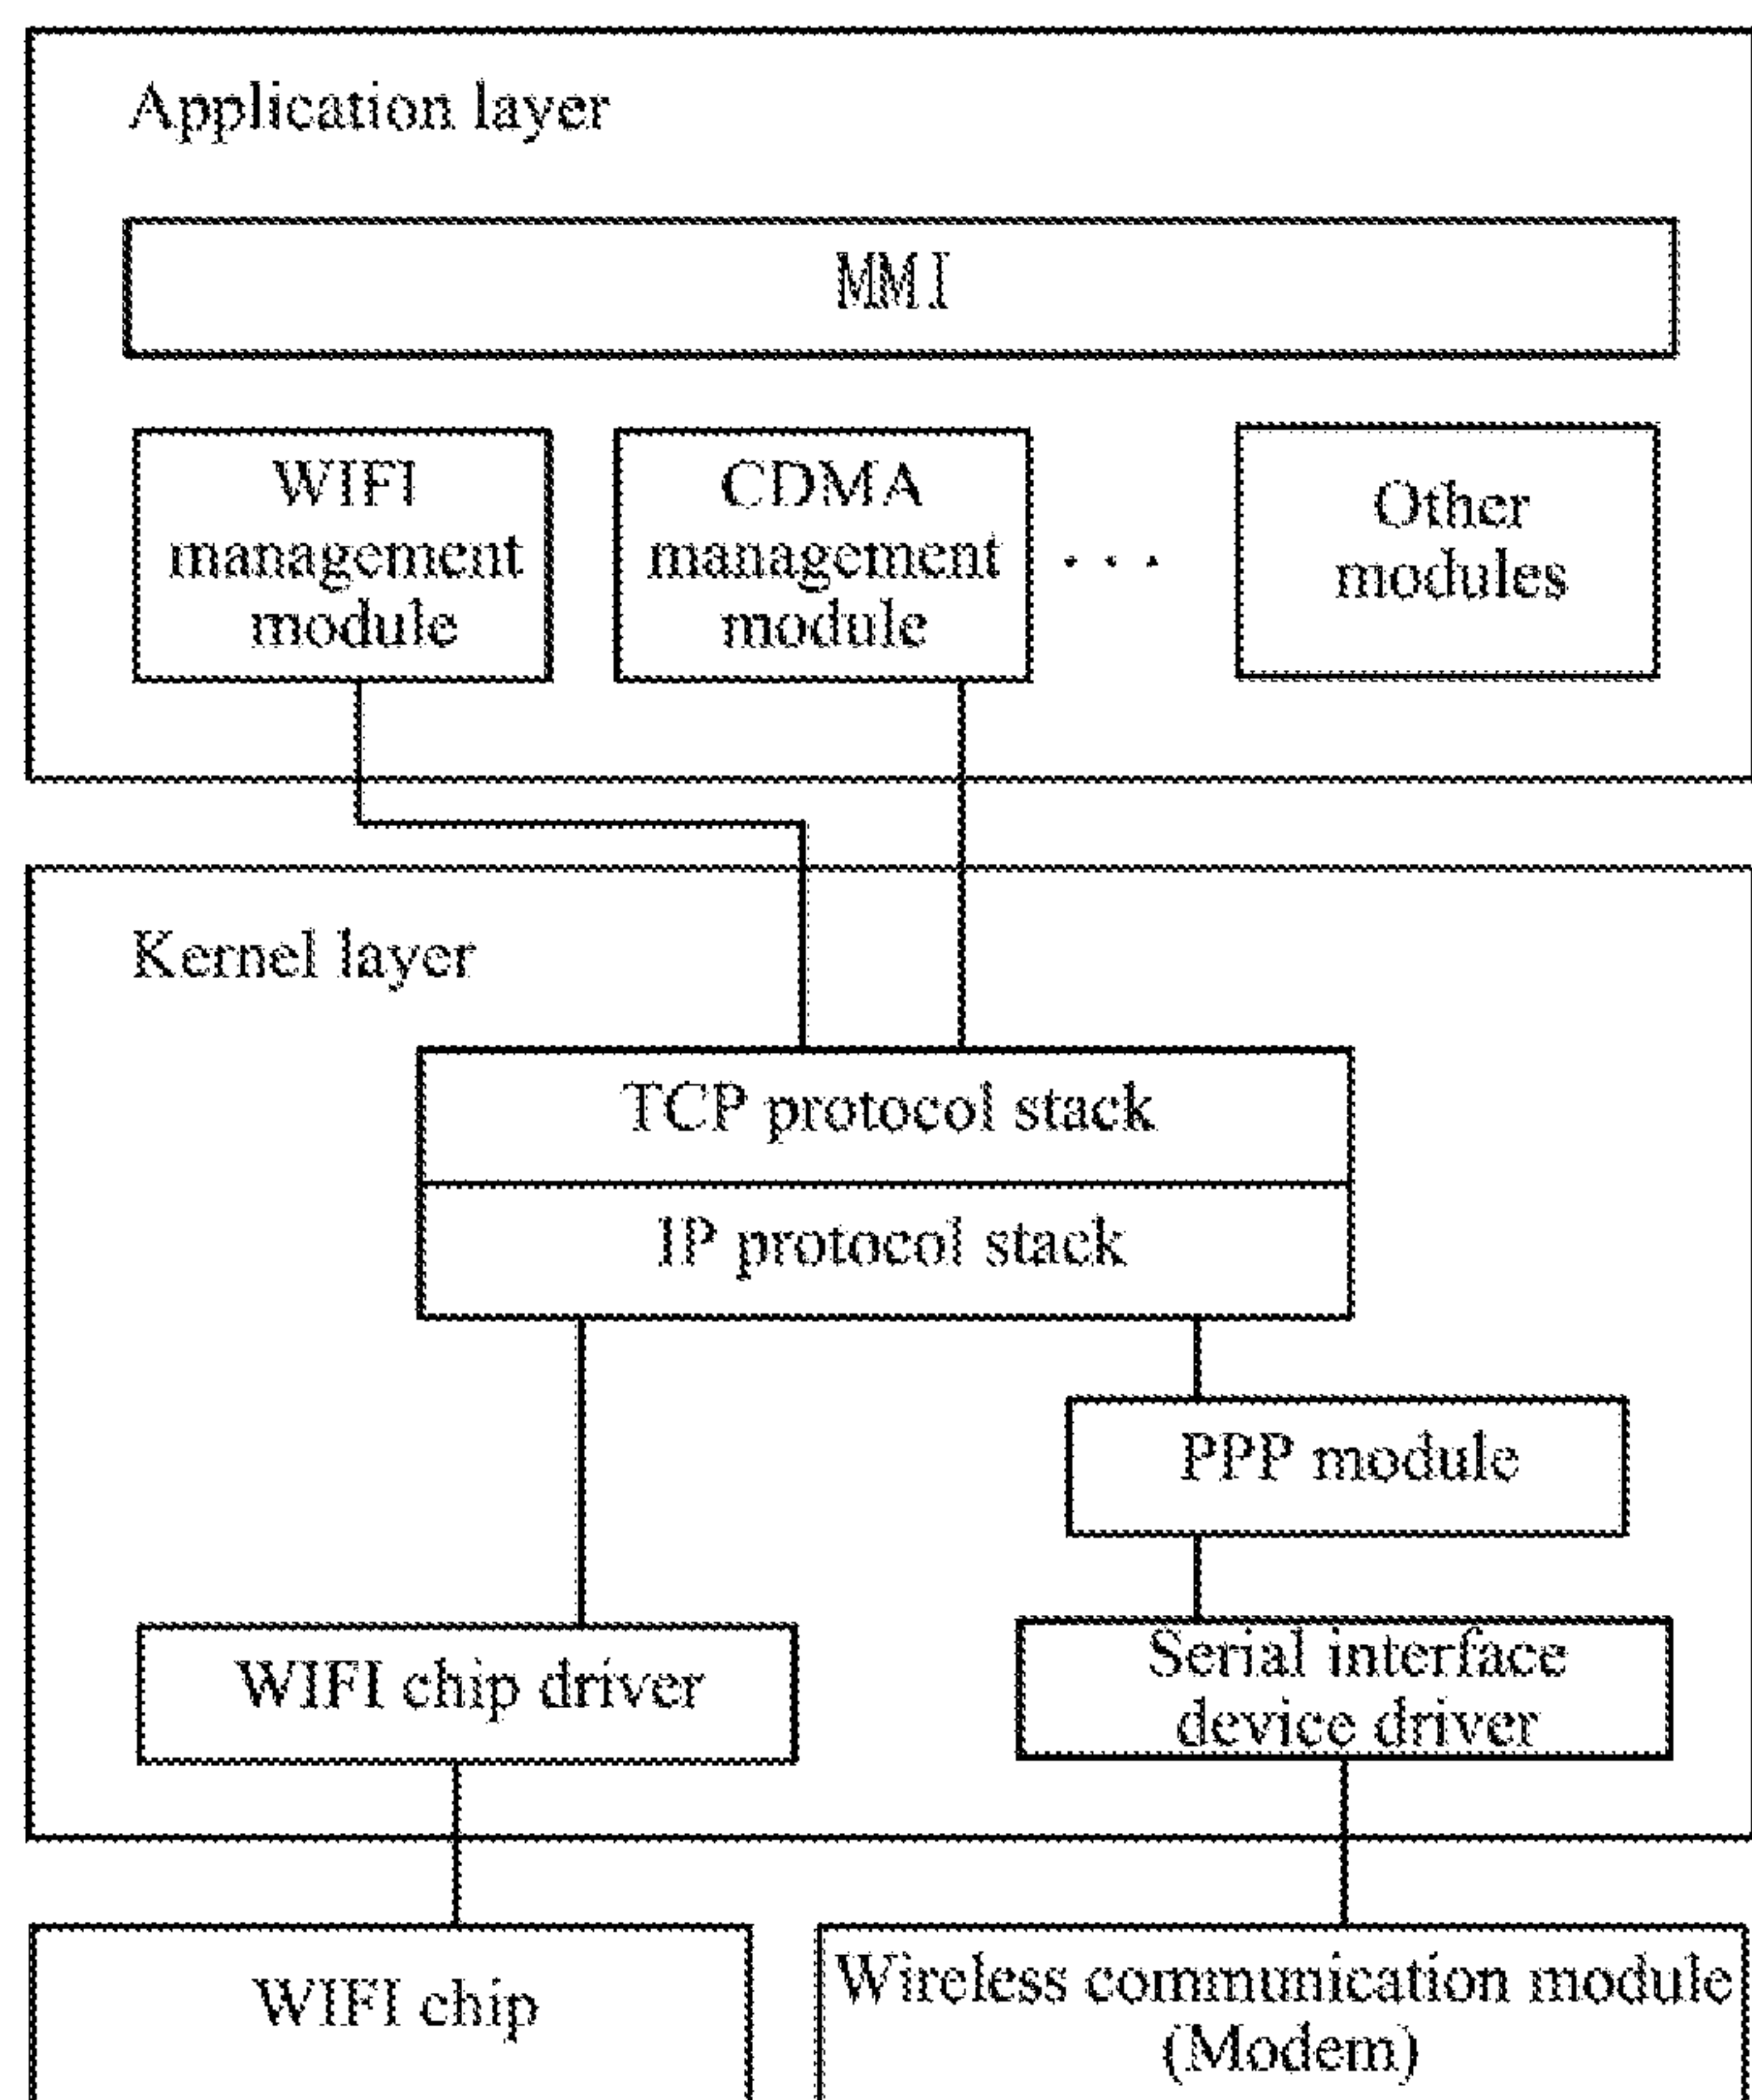 Application layer
MMI
WIFI
management
module
CDMA
management
module
. . .
Other
modules
Kernel layer
TCP protocol stack
IP protocol stack
PPP module
WIFI chip driver
Serial interface
device driver
WIFI chip
Wireless communication module
(Modem)